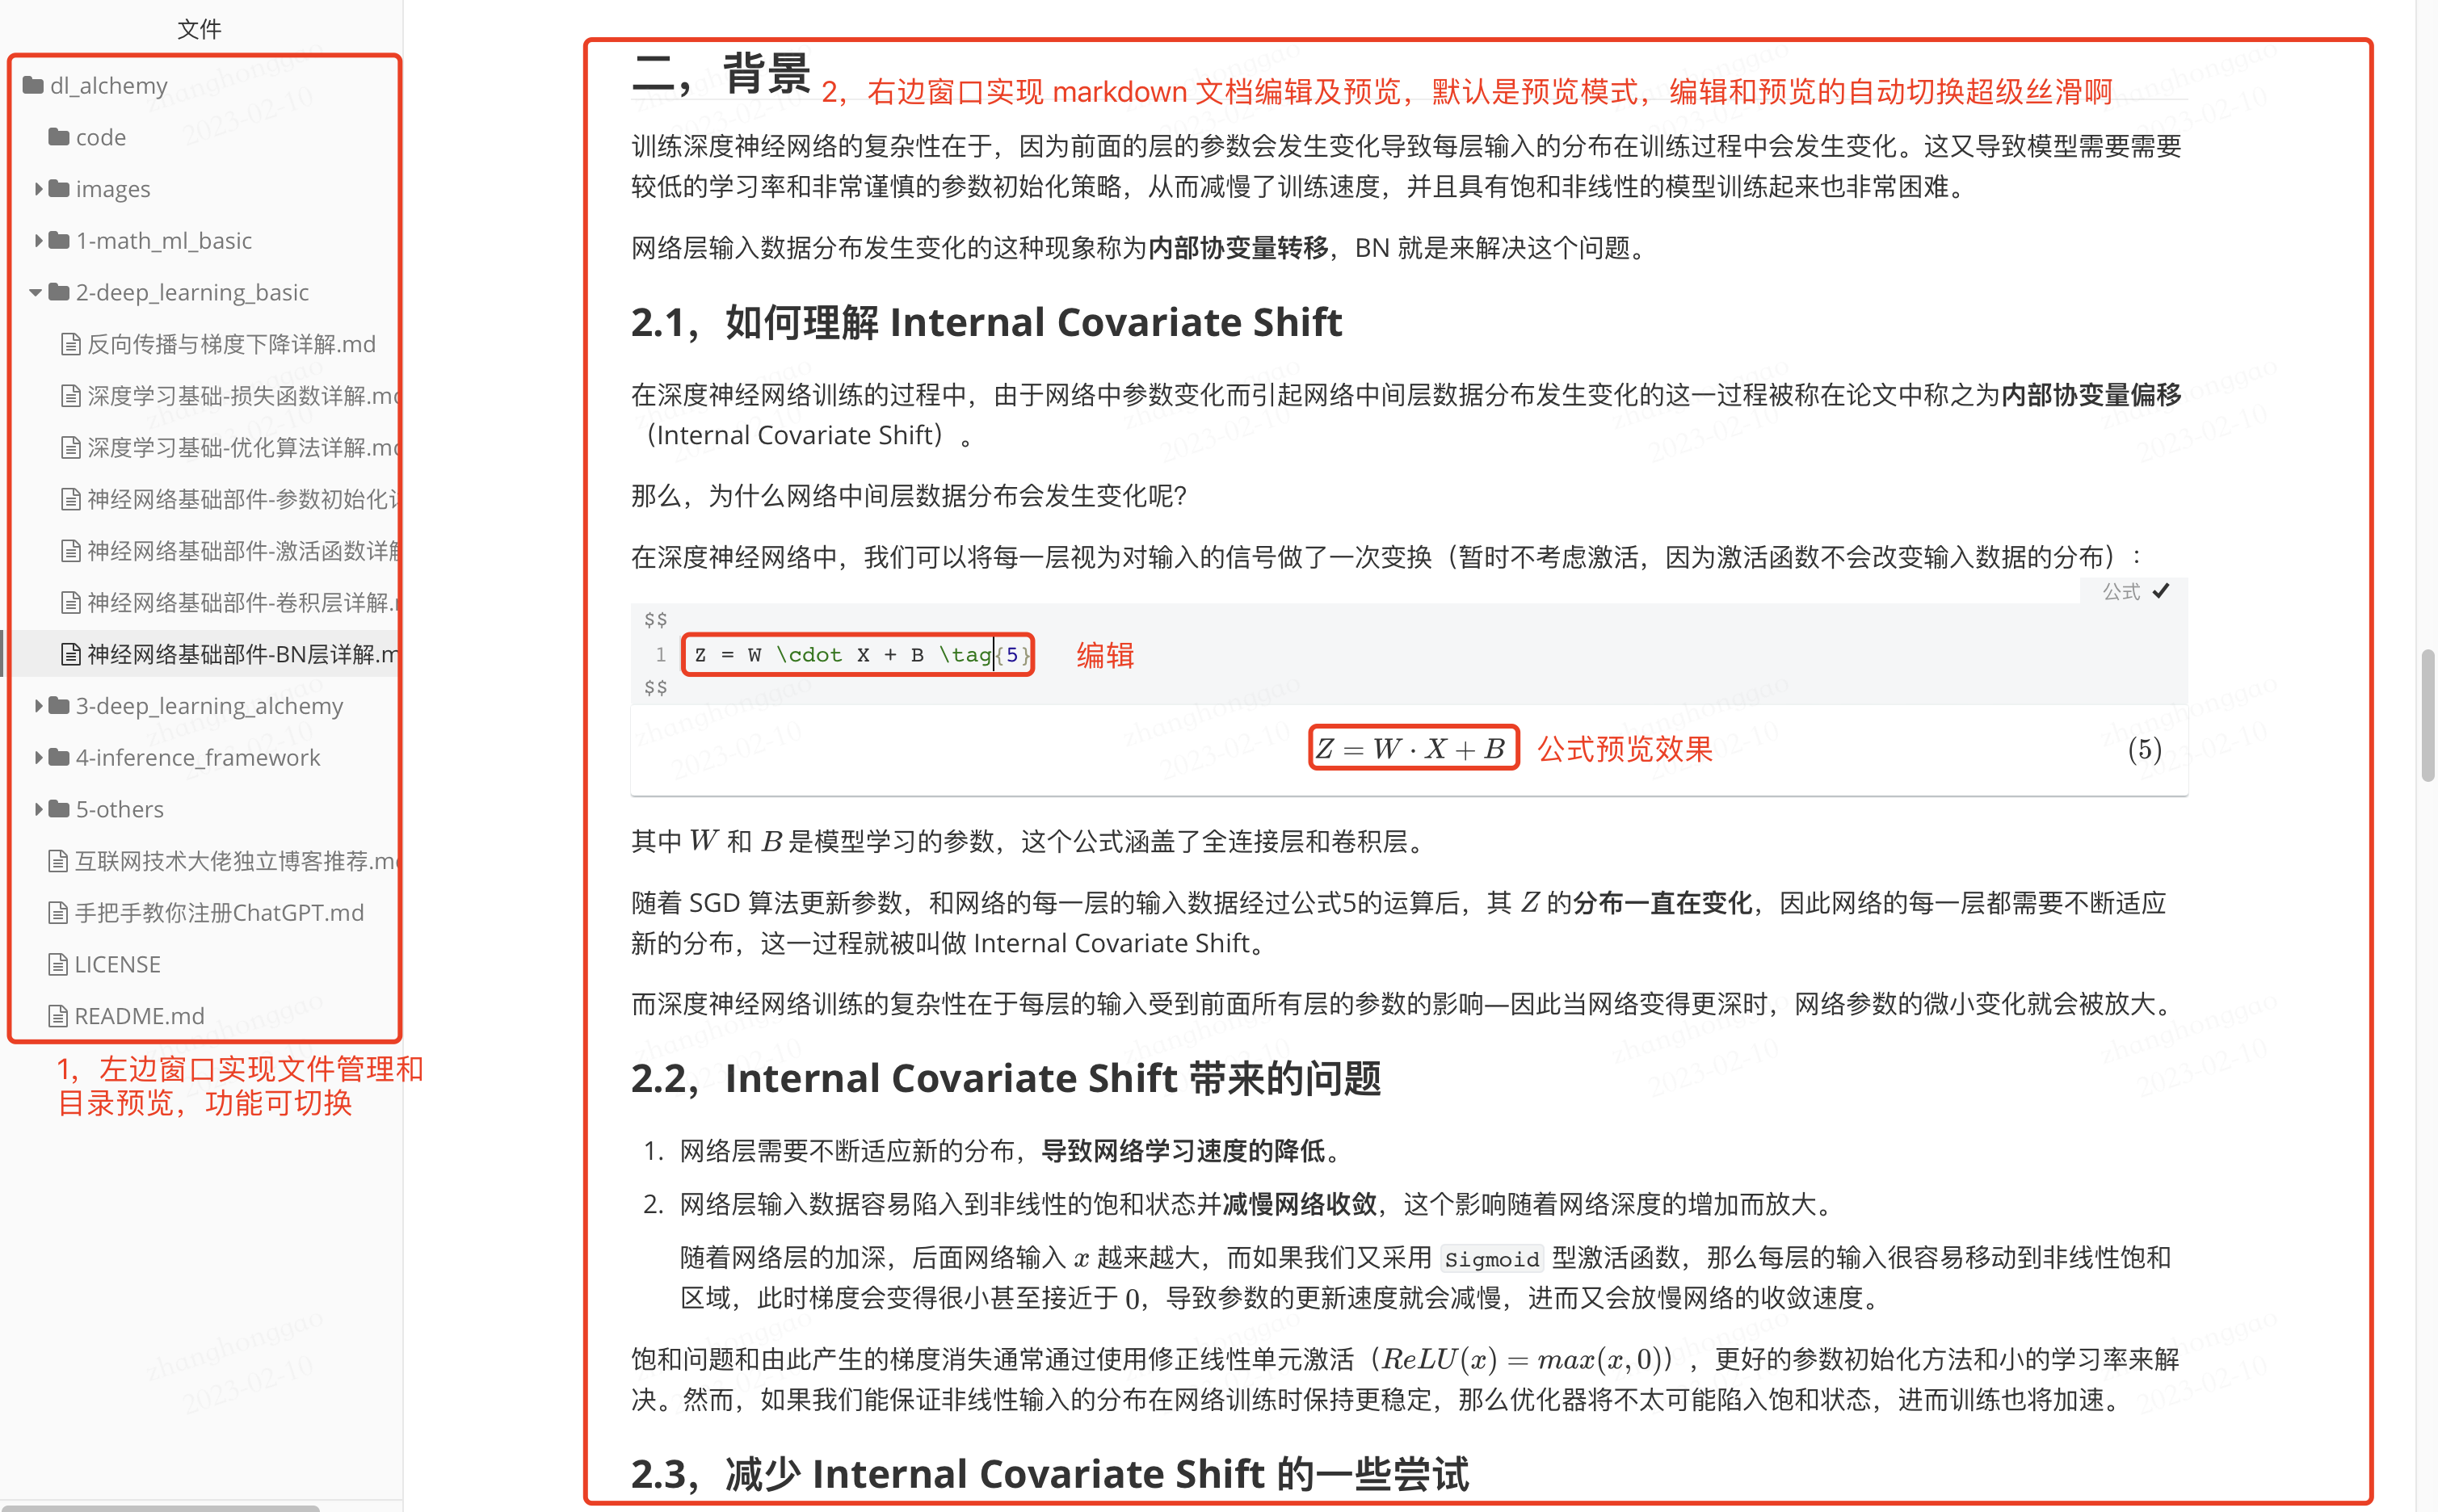 文件
dl_alchemy
code
images
1-math_ml_basic
2-deep_learning_basic
反向传播与梯度下降详解.md
深度学习基础-损失函数详解.md
深度学习基础-优化算法详解.md
神经网络基础部件-参数初始化
神经网络基础部件-激活函数详解
神经网络基础部件-卷积层详解.
神经网络基础部件-BN层详解.m
3-deep_learning_alchemy
4-inference_framework
5-others
互联网技术大佬独立博客推荐.md
手把手教你注册ChatGPT.md
LICENSE
README.md
1，左边窗口实现文件管理和
目录预览，功能可切换
二，背景
2，右边窗口实现 markdown 文档编辑及预览，默认是预览模式，编辑和预览的自动切换超级丝滑啊
训练深度神经网络的复杂性在于，因为前面的层的参数会发生变化导致每层输入的分布在训练过程中会发生变化。这又导致模型需要需要
较低的学习率和非常谨慎的参数初始化策略，从而减慢了训练速度，并且具有饱和非线性的模型训练起来也非常困难。
网络层输入数据分布发生变化的这种现象称为内部协变量转移，BN 就是来解决这个问题。
2.1，如何理解 Internal Covariate Shift
在深度神经网络训练的过程中，由于网络中参数变化而引起网络中间层数据分布发生变化的这一过程被称在论文中称之为内部协变量偏移
（Internal Covariate Shift）。
那么，为什么网络中间层数据分布会发生变化呢?
在深度神经网络中，我们可以将每一层视为对输入的信号做了一次变换（暂时不考虑激活，因为激活函数不会改变输入数据的分布）：
公式
$$
1 Z = W \cdot X + B \tag{5} 编辑
$$
Z = W · X + B 公式预览效果 (5)
其中 W 和 B 是模型学习的参数，这个公式涵盖了全连接层和卷积层。
随着 SGD 算法更新参数，和网络的每一层的输入数据经过公式5的运算后，其 Z 的分布一直在变化，因此网络的每一层都需要不断适应
新的分布，这一过程就被叫做 Internal Covariate Shift。
而深度神经网络训练的复杂性在于每层的输入受到前面所有层的参数的影响—因此当网络变得更深时，网络参数的微小变化就会被放大。
2.2，Internal Covariate Shift 带来的问题
1. 网络层需要不断适应新的分布，导致网络学习速度的降低。
2. 网络层输入数据容易陷入到非线性的饱和状态并减慢网络收敛，这个影响随着网络深度的增加而放大。
随着网络层的加深，后面网络输入 x 越来越大，而如果我们又采用 Sigmoid 型激活函数，那么每层的输入很容易移动到非线性饱和
区域，此时梯度会变得很小甚至接近于 0，导致参数的更新速度就会减慢，进而又会放慢网络的收敛速度。
饱和问题和由此产生的梯度消失通常通过使用修正线性单元激活（ReLU(x) = max(x, 0)），更好的参数初始化方法和小的学习率来解
决。然而，如果我们能保证非线性输入的分布在网络训练时保持更稳定，那么优化器将不太可能陷入饱和状态，进而训练也将加速。
2.3，减少 Internal Covariate Shift 的一些尝试
zhanghonggao
2023-02-10